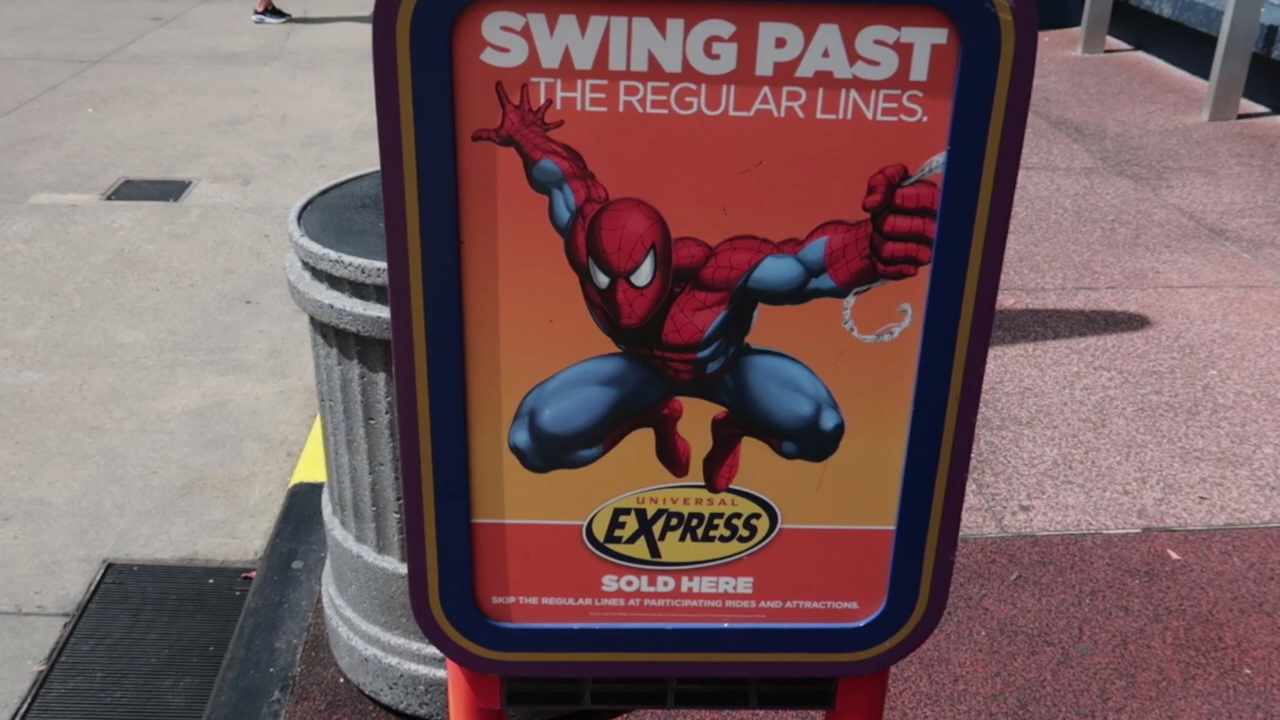 SWING PAST
THE REGULAR LINES.
UNIVERSAL
EXPRESS
SOLD HERE
SKIP THE REGULAR LINES AT PARTICIPATING RIDES AND ATTRACTIONS.